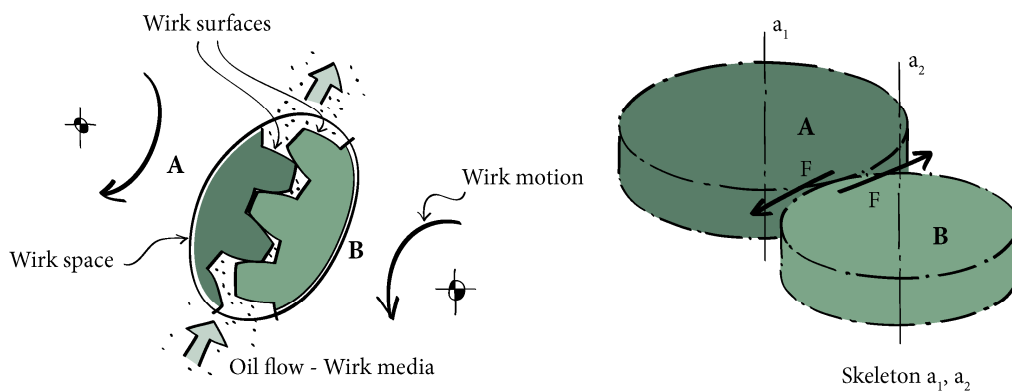 Wirk surfaces
A
Wirk motion
B
Wirk space
Oil flow - Wirk media
a1
a2
A
F
F
B
Skeleton a1, a2